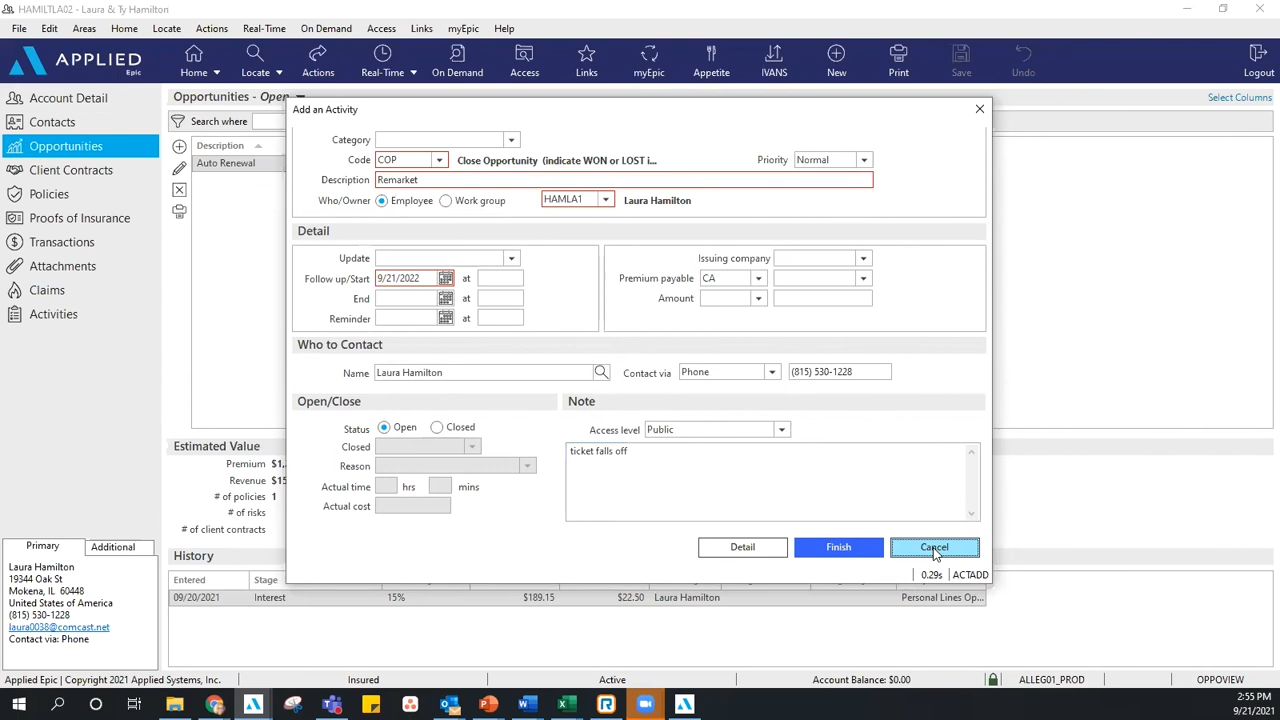 HAMILTLA02 - Laura & Ty Hamilton
File Edit Areas Home Locate Actions Real-Time On Demand Access Links myEpic Help
APPLIED
Epic
Home Locate Actions Real-Time On Demand Access Links myEpic Appetite IVANS New Print Save Undo Logout
Account Detail
Contacts
Opportunities
Client Contracts
Policies
Proofs of Insurance
Transactions
Attachments
Claims
Activities
Opportunities - Open
Select Columns
Search where
Description
Auto Renewal
Add an Activity
Category
Code COP Close Opportunity (indicate WON or LOST i... Priority Normal
Description Remarket
Who/Owner Employee Work group HAMLA1 Laura Hamilton
Detail
Update Issuing company
Follow up/Start 9/21/2022 at Premium payable CA
End at Amount
Reminder at
Who to Contact
Name Laura Hamilton Contact via Phone (815) 530-1228
Open/Close Note
Status Open Closed Access level Public
Closed
Reason
Actual time hrs mins
Actual cost
ticket falls off
Detail Finish Cancel
0.29s ACTADD
Estimated Value
Premium $1,
Revenue $15
# of policies 1
# of risks
# of client contracts
History
Entered Stage
09/20/2021 Interest 15% $189.15 $22.50 Laura Hamilton Personal Lines Op...
Primary Additional
Laura Hamilton
19344 Oak St
Mokena, IL 60448
United States of America
(815) 530-1228
laura0038@comcast.net
Contact via: Phone
Applied Epic | Copyright 2021 Applied Systems, Inc. Insured Active Account Balance: $0.00 ALLEG01_PROD OPPOVIEW
2:55 PM
9/21/2021